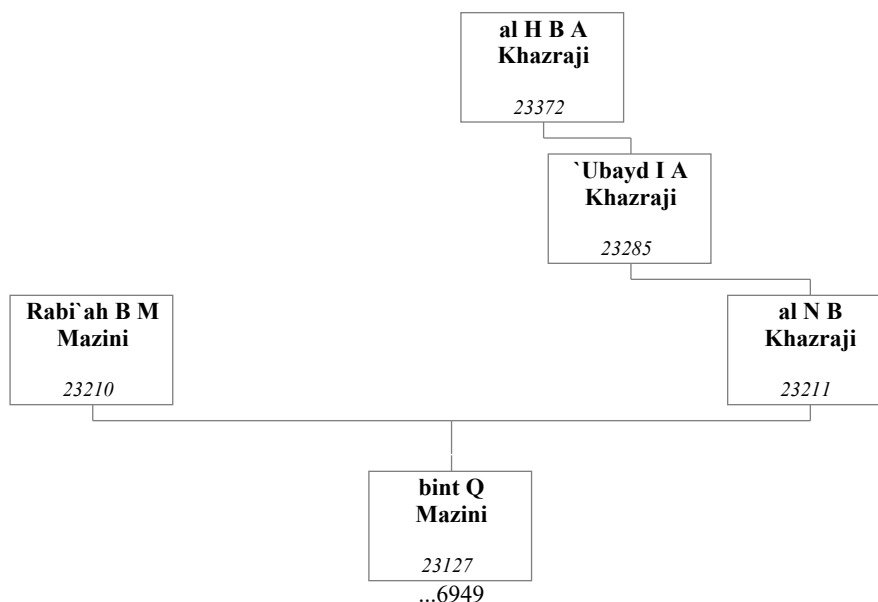 al H B A
Khazraji
23372
`Ubayd I A
Khazraji
23285
Rabi`ah B M
Mazini
23210
al N B
Khazraji
23211
bint Q
Mazini
23127
...6949